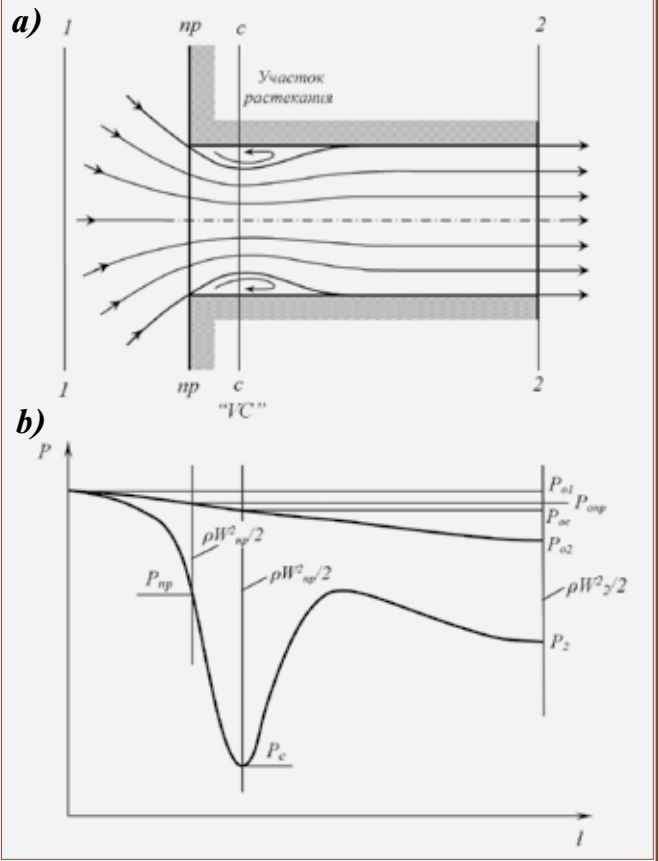 a)
1 пр c 2
Участок
растекания
1 пр c 2
"VC"
b)
P
P₀₁
P₀пр
P₀c
P₀₂
ρW²пр/2
Pпр
ρW²пр/2
ρW²₂/2
P₂
Pc
l